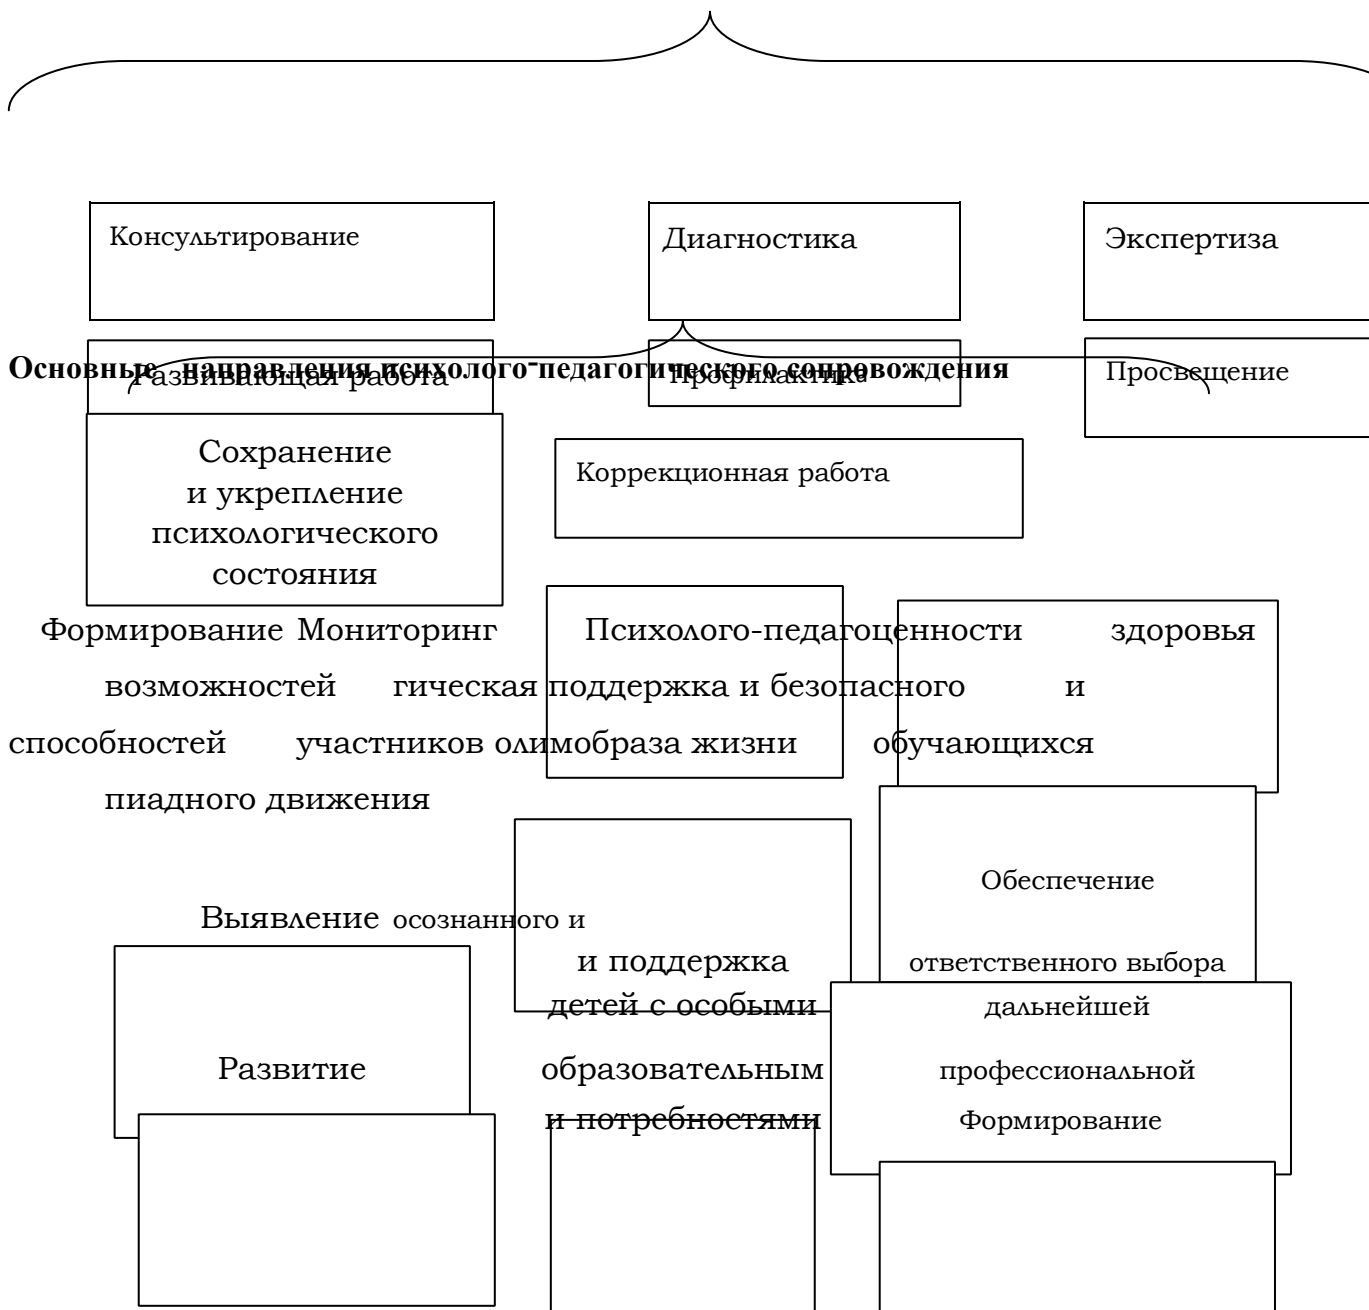 Консультирование
Диагностика
Экспертиза
Основные направления психолого-педагогического сопровождения
Развивающая работа
Профилактика
Просвещение
Сохранение
и укрепление
психологического
состояния
Коррекционная работа
Формирование Мониторинг Психолого-педагоценности здоровья
возможностей гическая поддержка и безопасного и
способностей участников олимобраза жизни обучающихся
пиадного движения
Обеспечение
Выявление осознанного и
и поддержка ответственного выбора
детей с особыми дальнейшей
Развитие образовательным профессиональной
и потребностями Формирование